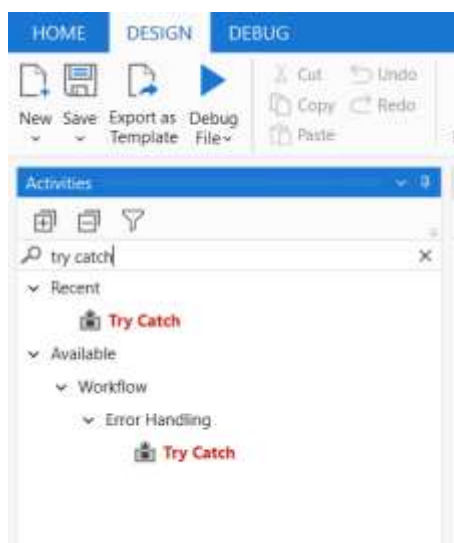 HOME DESIGN DEBUG
New Save Export as Template Debug File
Cut Undo
Copy Redo
Paste
Activities
try catch
Recent
Try Catch
Available
Workflow
Error Handling
Try Catch